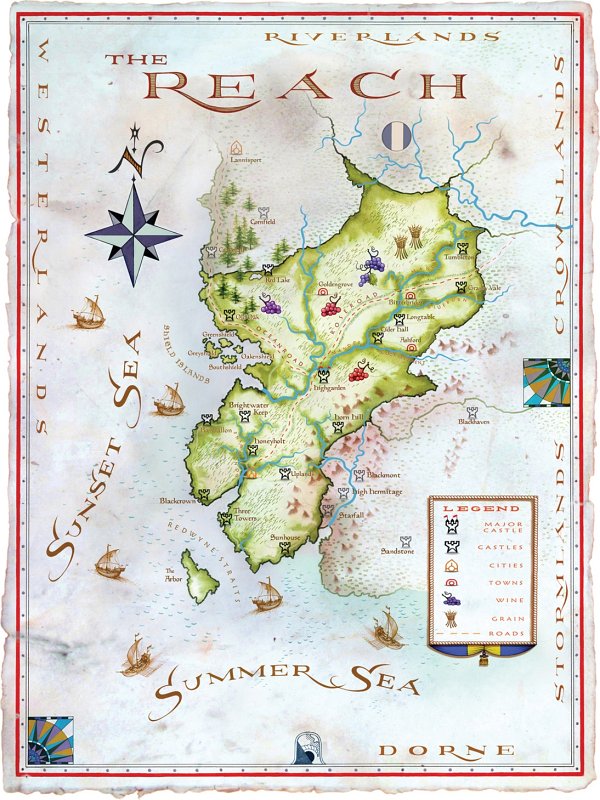 RIVERLANDS
THE
REACH
WESTERLANDS
CROWNLANDS
N
Lannisport
Cornfield
Tumbleton
Red Lake
Goldengrove
Bitterbridge
Grassy Vale
ROSEROAD
Longtable
Cider Hall
Ashford
OCEAN ROAD
Greenshield
Greyshield
Oakenshield
Southshield
SHIELD ISLANDS
Highgarden
SUNSET SEA
Brightwater
Keep
Horn Hill
Blackhaven
Honeyholt
Uplands
Blackmont
High Hermitage
Blackcrown
Three
Towers
Starfall
Sunhouse
Sandstone
REDWYNE STRAITS
The
Arbor
STORMLANDS
LEGEND
MAJOR
CASTLE
CASTLES
CITIES
TOWNS
WINE
GRAIN
ROADS
SUMMER SEA
DORNE